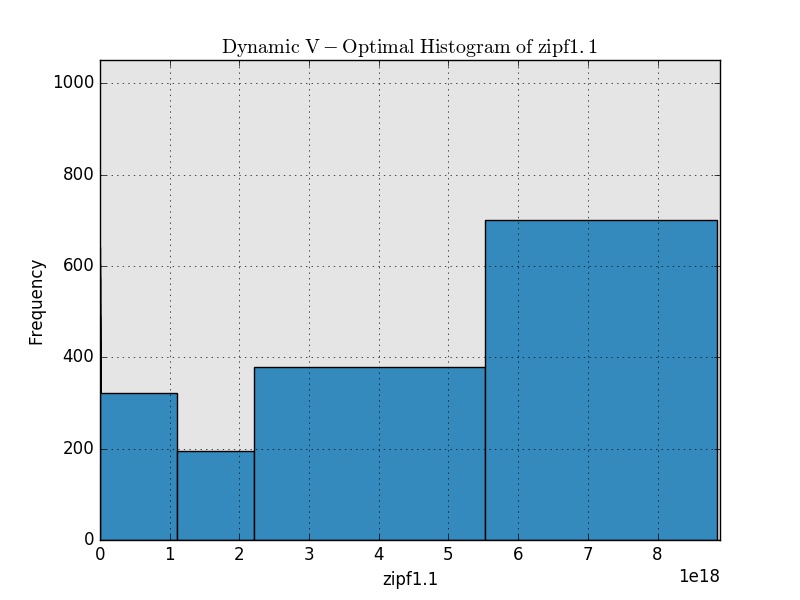 Dynamic V − Optimal Histogram of zipf1.1
1000
800
600
400
200
0
Frequency
0 1 2 3 4 5 6 7 8
1e18
zipf1.1